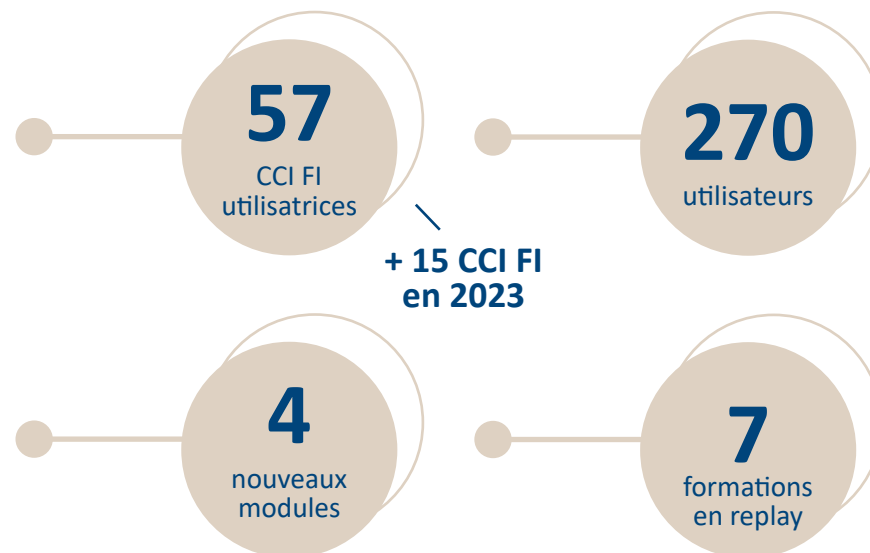 57
CCI FI
utilisatrices
+ 15 CCI FI
en 2023
270
utilisateurs
4
nouveaux
modules
7
formations
en replay